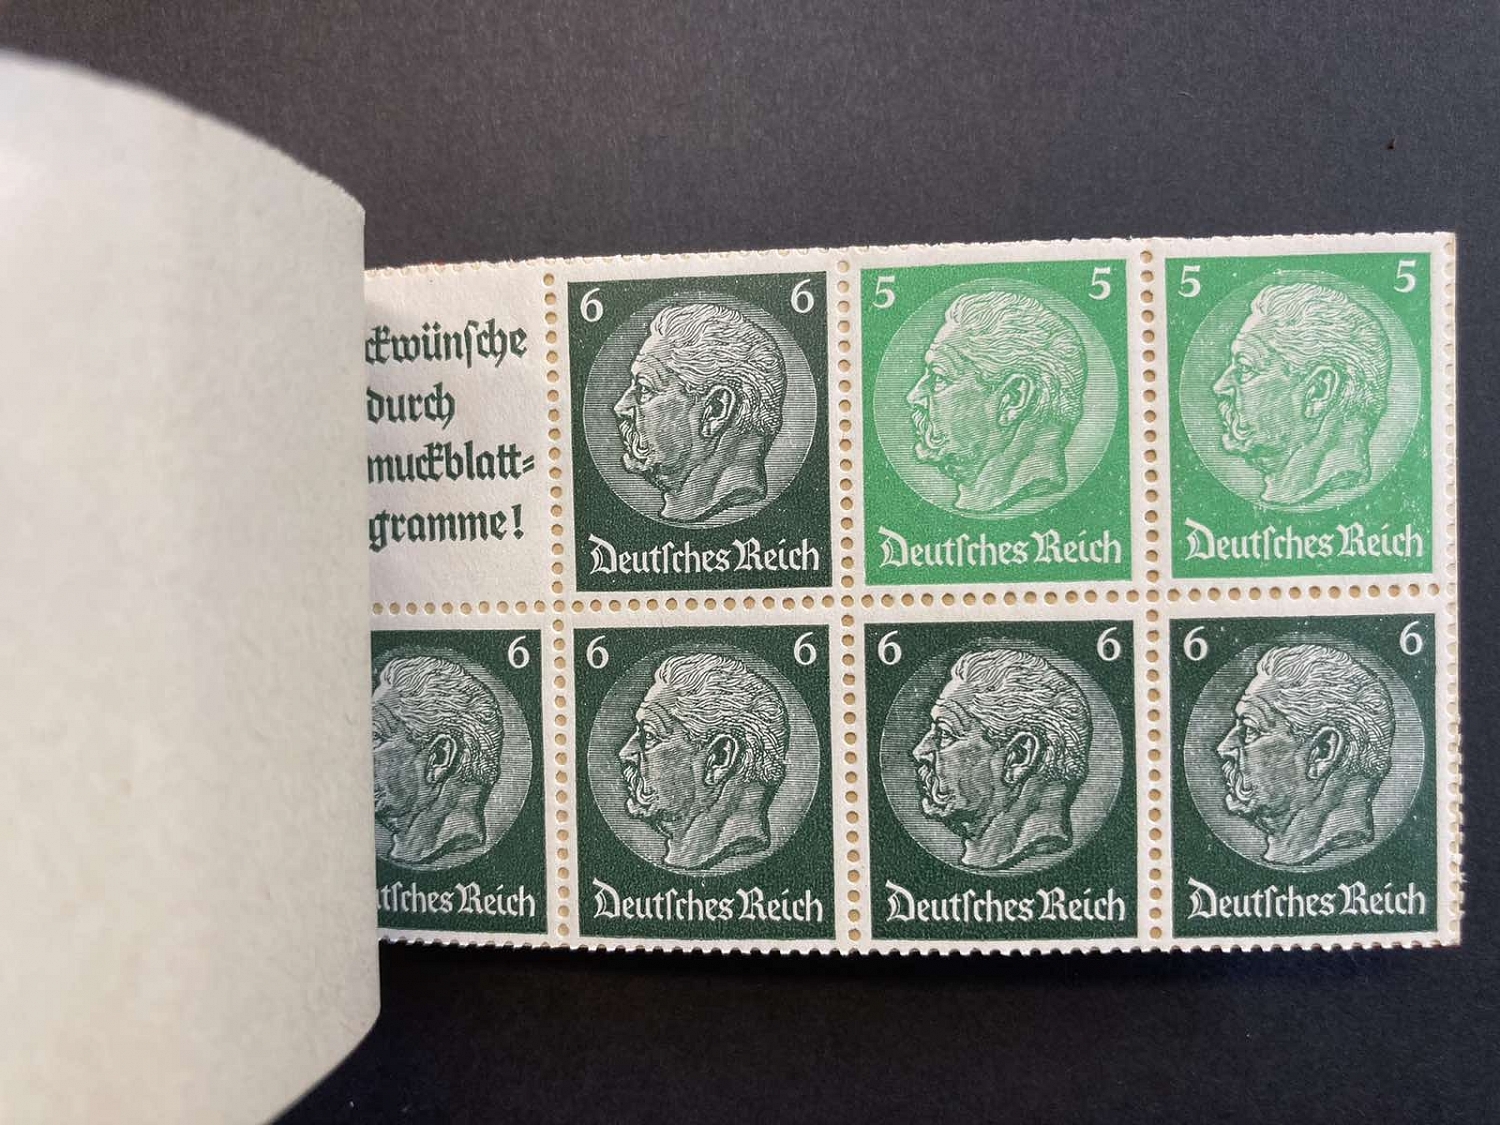 ckwünsche
durch
muckblatt=
gramme!
6 6
Deutsches Reich
5 5
Deutsches Reich
5 5
Deutsches Reich
6
tsches Reich
6 6
Deutsches Reich
6 6
Deutsches Reich
6 6
Deutsches Reich